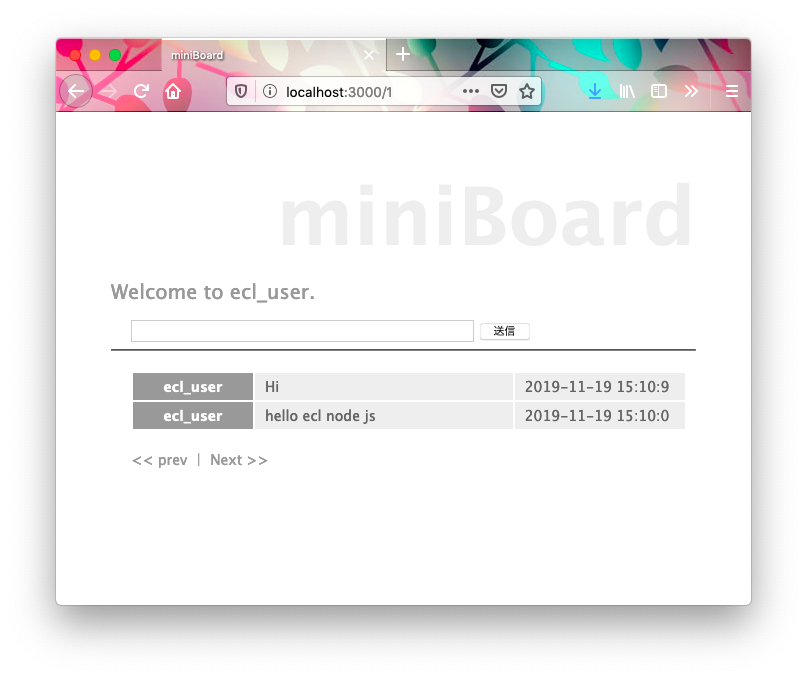 miniBoard
localhost:3000/1
miniBoard
Welcome to ecl_user.
送信
ecl_user Hi 2019-11-19 15:10:9
ecl_user hello ecl node js 2019-11-19 15:10:0
<< prev | Next >>